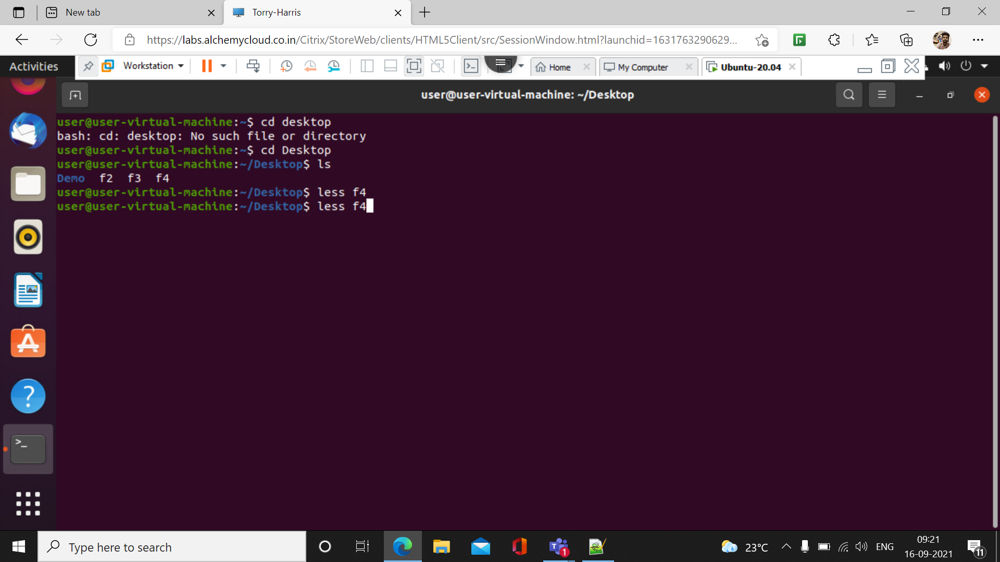 New tab
Torry-Harris
https://labs.alchemycloud.co.in/Citrix/StoreWeb/clients/HTML5Client/src/SessionWindow.html?launchid=1631763290629...
Activities
Workstation
Home
My Computer
Ubuntu-20.04
user@user-virtual-machine: ~/Desktop
user@user-virtual-machine:~$ cd desktop
bash: cd: desktop: No such file or directory
user@user-virtual-machine:~$ cd Desktop
user@user-virtual-machine:~/Desktop$ ls
Demo  f2  f3  f4
user@user-virtual-machine:~/Desktop$ less f4
user@user-virtual-machine:~/Desktop$ less f4
Type here to search
1
23°C
ENG
09:21
16-09-2021
11